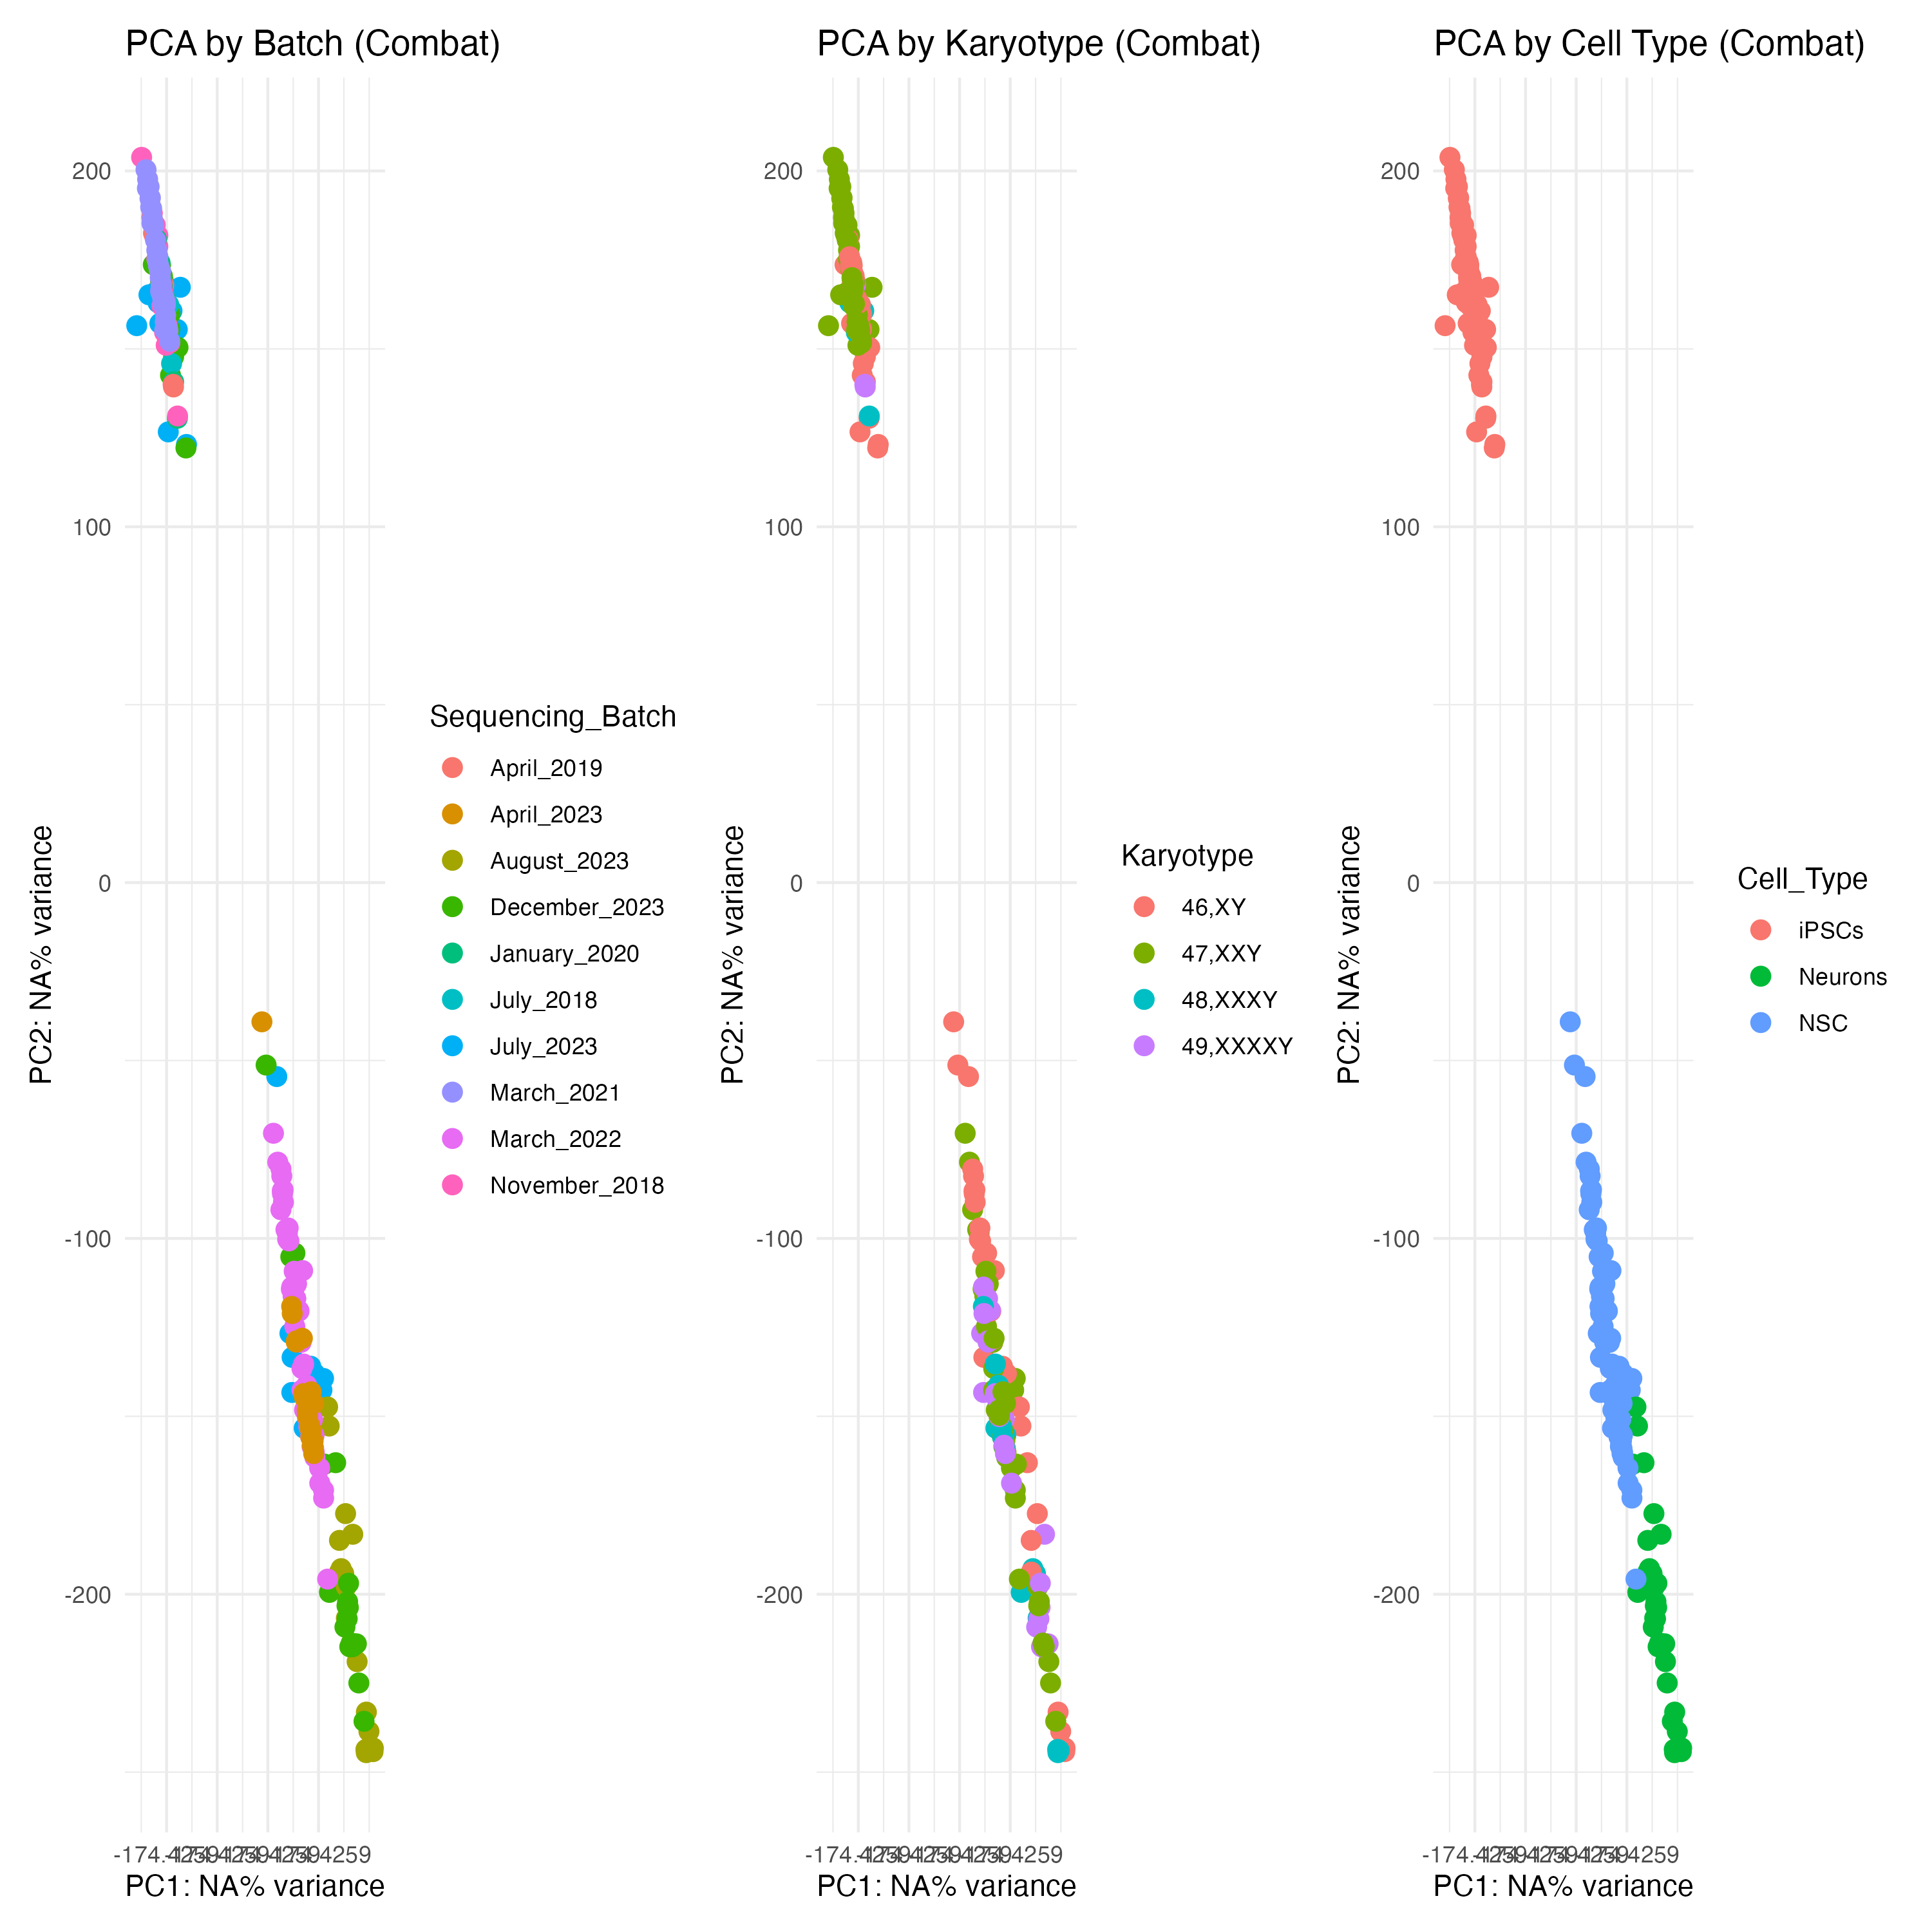 PCA by Batch (Combat)
200
100
0
-100
-200
PC2: NA% variance
PC1: NA% variance
Sequencing_Batch
April_2019
April_2023
August_2023
December_2023
January_2020
July_2018
July_2023
March_2021
March_2022
November_2018
PCA by Karyotype (Combat)
200
100
0
-100
-200
PC2: NA% variance
PC1: NA% variance
Karyotype
46,XY
47,XXY
48,XXXY
49,XXXXY
PCA by Cell Type (Combat)
200
100
0
-100
-200
PC2: NA% variance
PC1: NA% variance
Cell_Type
iPSCs
Neurons
NSC